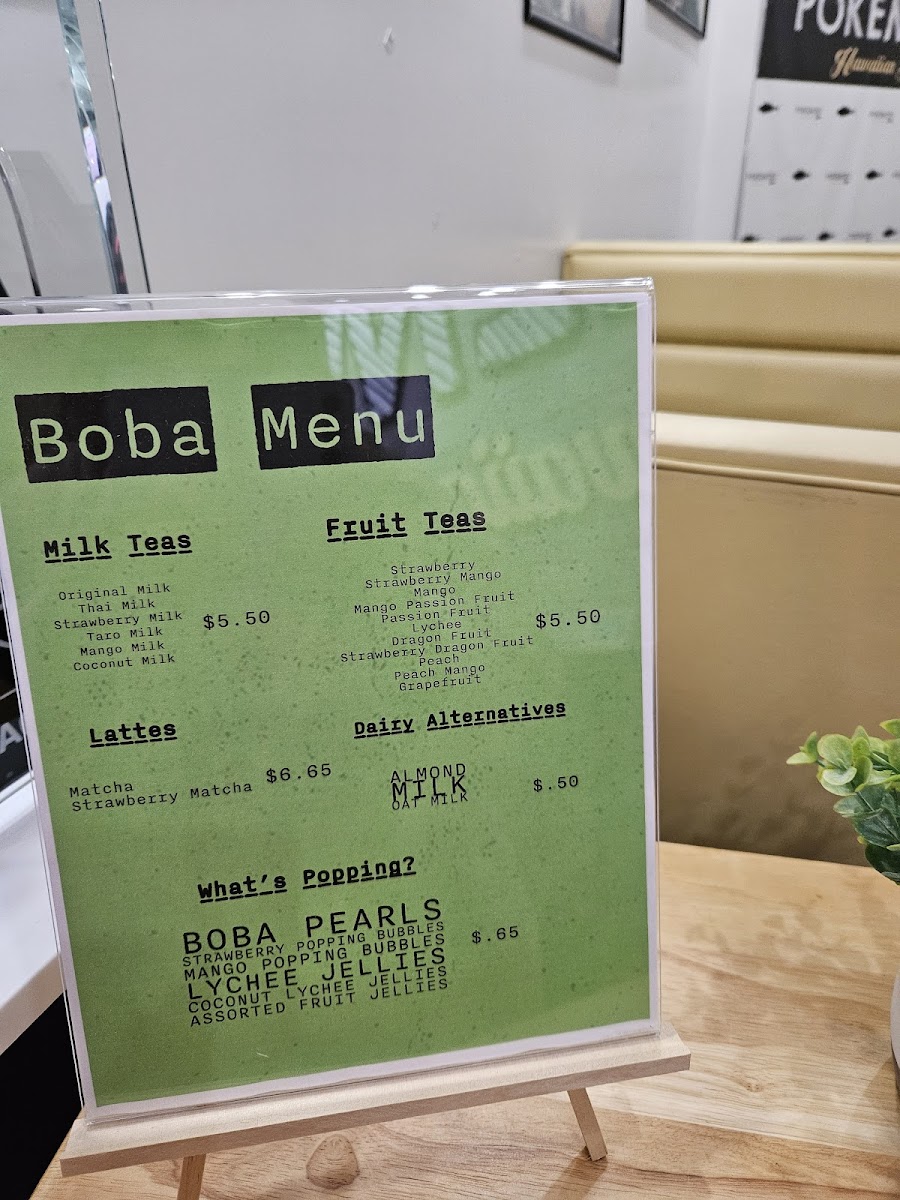 POKEM
Hawaiian
Boba Menu
Milk Teas
Original Milk
Thai Milk
Strawberry Milk
Taro Milk
Mango Milk
Coconut Milk
$5.50
Fruit Teas
Strawberry
Strawberry Mango
Mango
Mango Passion Fruit
Passion Fruit
Lychee
Dragon Fruit
Strawberry Dragon Fruit
Peach
Peach Mango
Grapefruit
$5.50
Lattes
Matcha
Strawberry Matcha
$6.65
Dairy Alternatives
ALMOND
MILK
OAT MILK
$.50
What's Popping?
BOBA PEARLS
STRAWBERRY POPPING BUBBLES
MANGO POPPING BUBBLES
LYCHEE JELLIES
COCONUT LYCHEE JELLIES
ASSORTED FRUIT JELLIES
$.65